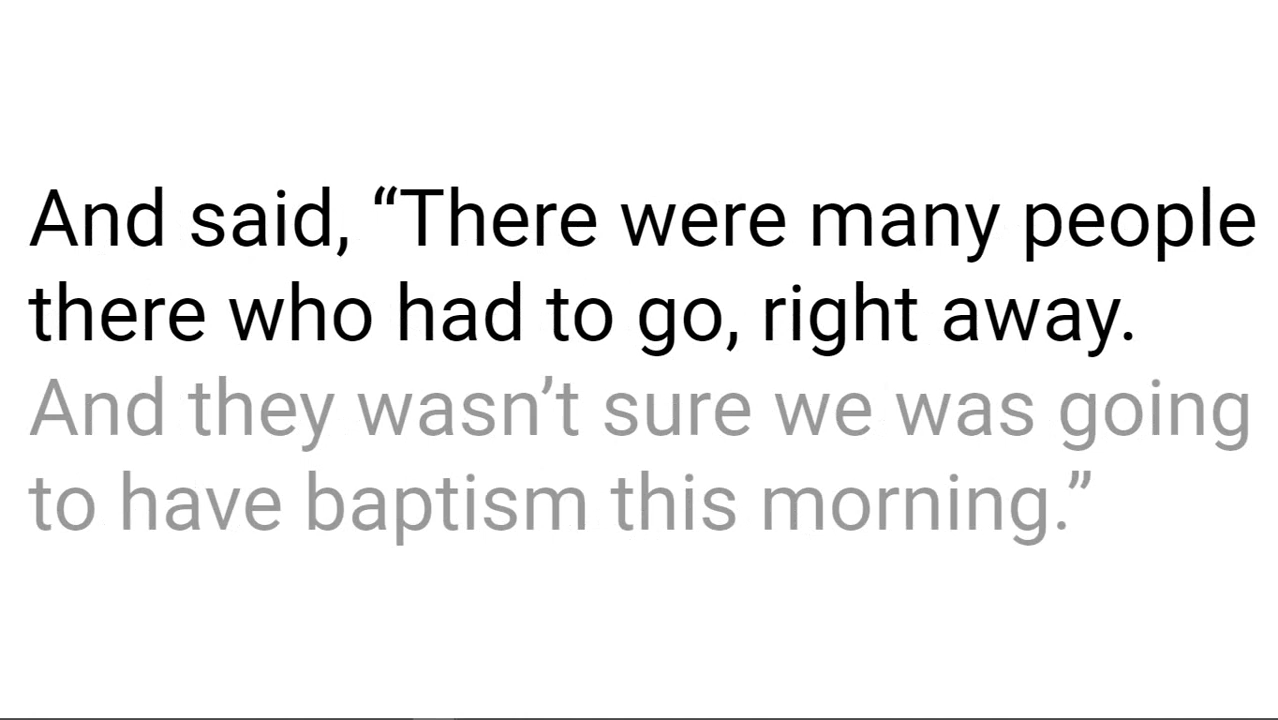 And said, “There were many people
there who had to go, right away.
And they wasn’t sure we was going
to have baptism this morning.”